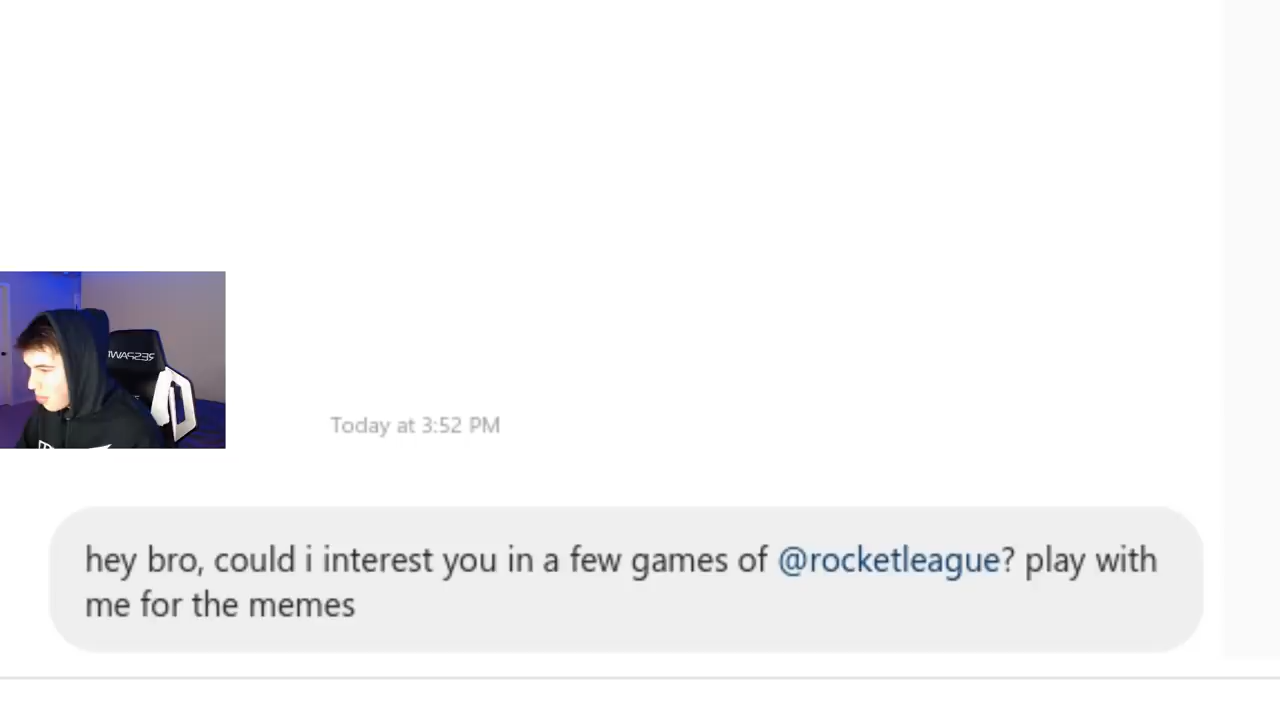 RESPAWN
Today at 3:52 PM
hey bro, could i interest you in a few games of @rocketleague? play with
me for the memes